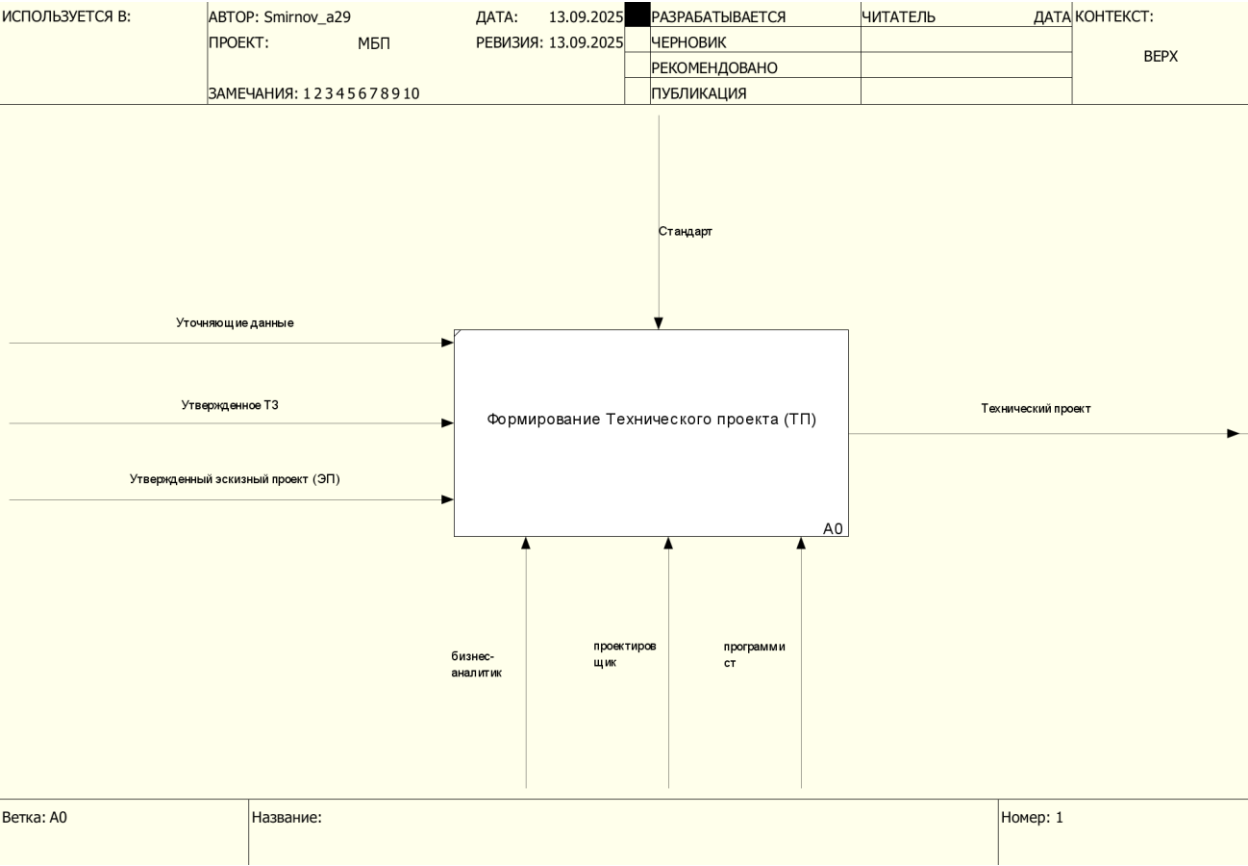 ИСПОЛЬЗУЕТСЯ В:
АВТОР: Smirnov_a29
ДАТА: 13.09.2025
РАЗРАБАТЫВАЕТСЯ
ЧИТАТЕЛЬ
ДАТА
КОНТЕКСТ:
ПРОЕКТ: МБП
РЕВИЗИЯ: 13.09.2025
ЧЕРНОВИК
ВЕРХ
РЕКОМЕНДОВАНО
ЗАМЕЧАНИЯ: 1 2 3 4 5 6 7 8 9 10
ПУБЛИКАЦИЯ
Стандарт
Уточняющие данные
Утвержденное ТЗ
Утвержденный эскизный проект (ЭП)
Формирование Технического проекта (ТП)
A0
Технический проект
бизнес-
аналитик
проектиров
щик
программи
ст
Ветка: A0
Название:
Номер: 1